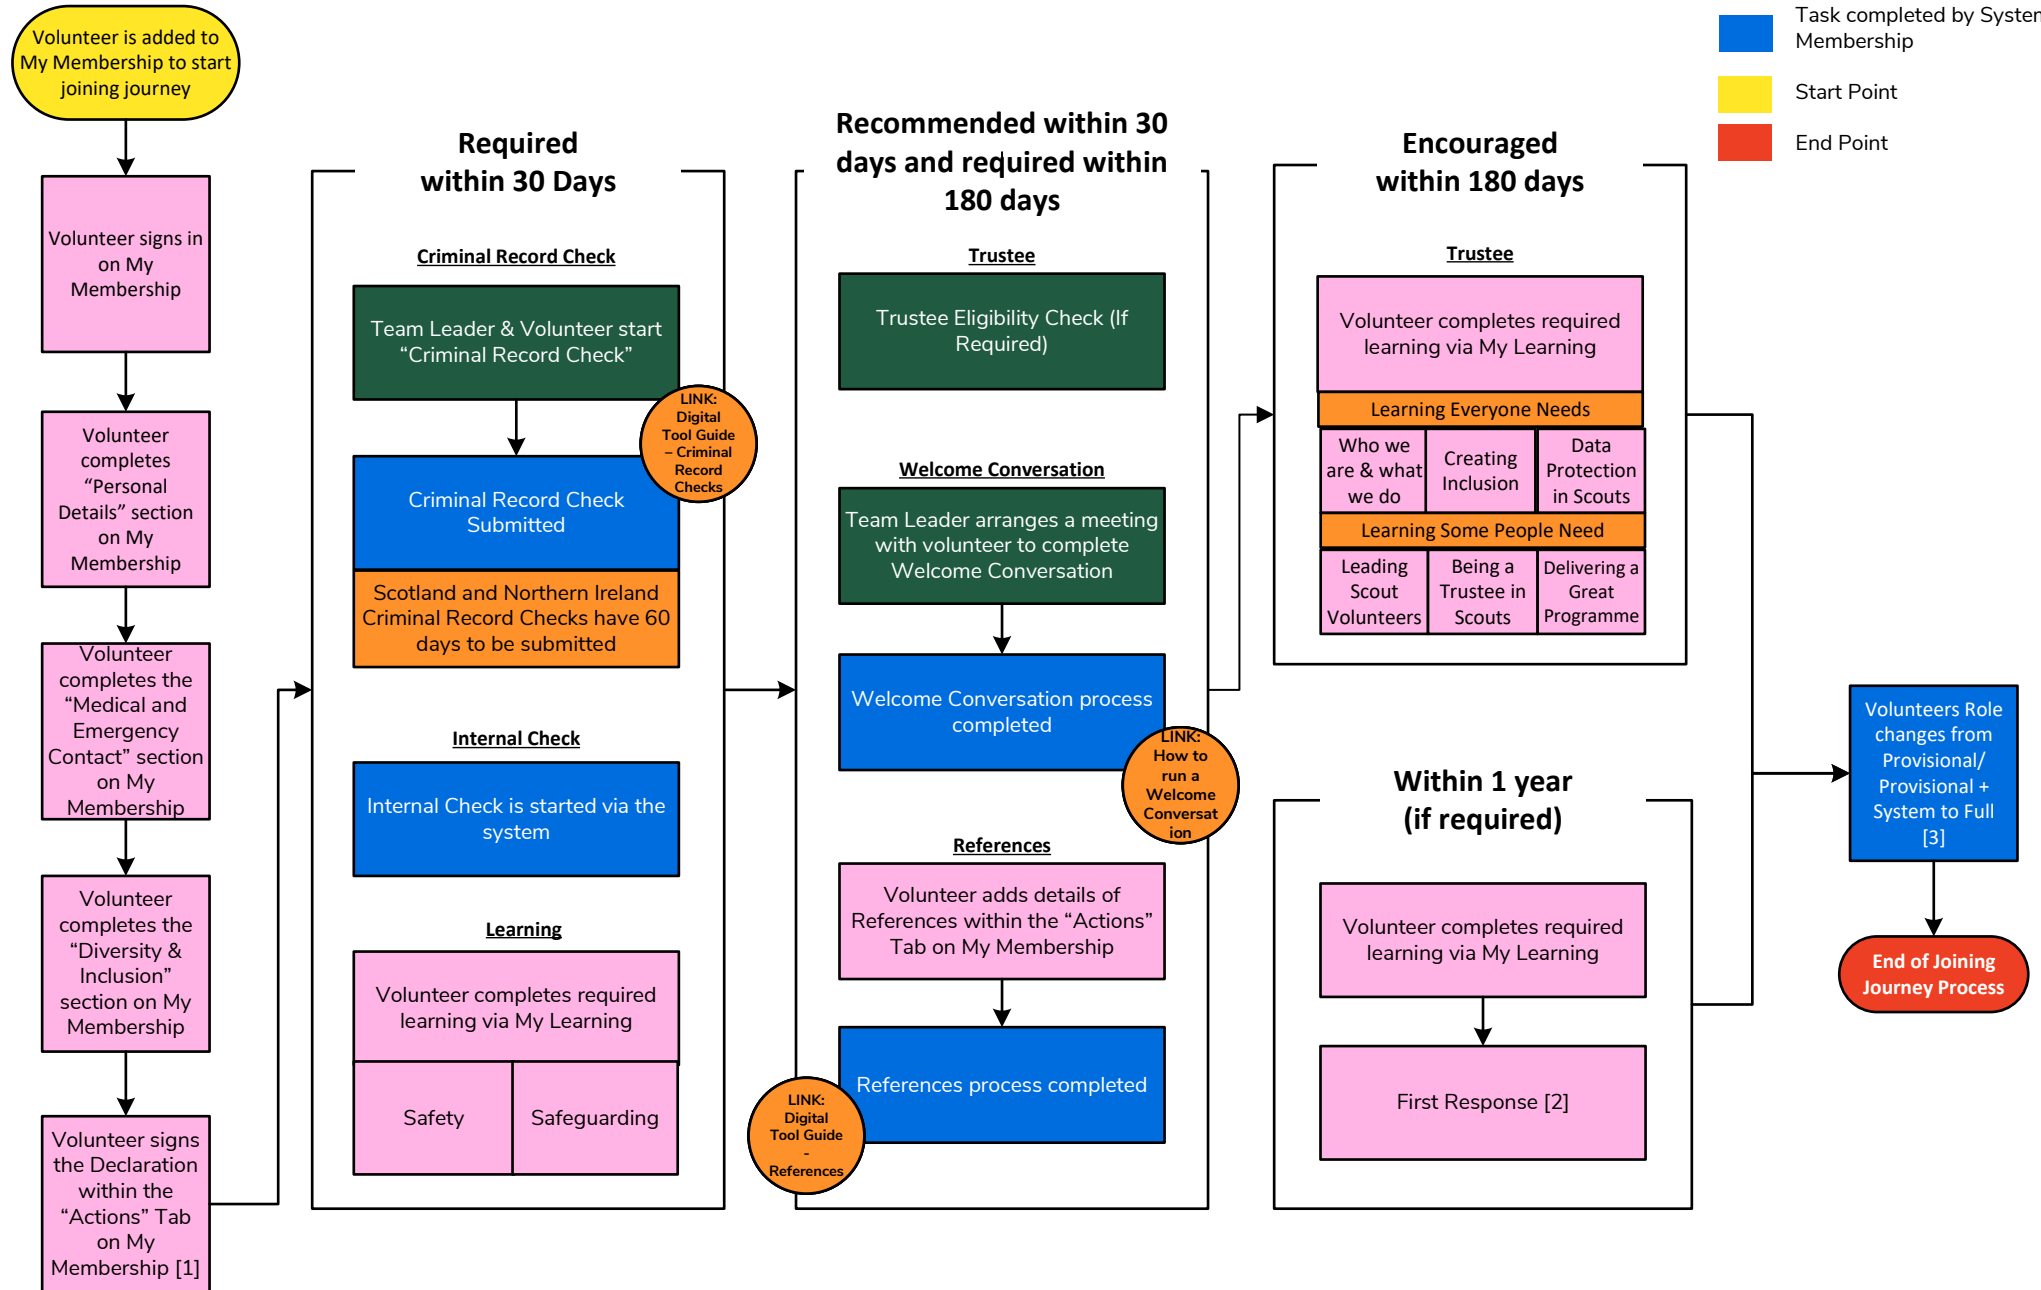 Volunteer is added to
My Membership to start
joining journey
Volunteer signs in
on My
Membership
Volunteer
completes
“Personal
Details” section
on My
Membership
Volunteer
completes the
“Medical and
Emergency
Contact” section
on My
Membership
Volunteer
completes the
“Diversity &
Inclusion”
section on My
Membership
Volunteer signs
the Declaration
within the
“Actions” Tab
on My
Membership [1]
Required
within 30 Days
Criminal Record Check
Team Leader & Volunteer start
“Criminal Record Check”
LINK:
Digital
Tool Guide
– Criminal
Record
Checks
Criminal Record Check
Submitted
Scotland and Northern Ireland
Criminal Record Checks have 60
days to be submitted
Internal Check
Internal Check is started via the
system
Learning
Volunteer completes required
learning via My Learning
Safety
Safeguarding
Recommended within 30
days and required within
180 days
Trustee
Trustee Eligibility Check (If
Required)
Welcome Conversation
Team Leader arranges a meeting
with volunteer to complete
Welcome Conversation
Welcome Conversation process
completed
LINK:
How to
run a
Welcome
Conversat
ion
References
Volunteer adds details of
References within the “Actions”
Tab on My Membership
References process completed
LINK:
Digital
Tool Guide
-
References
Encouraged
within 180 days
Trustee
Volunteer completes required
learning via My Learning
Learning Everyone Needs
Who we
are & what
we do
Creating
Inclusion
Data
Protection
in Scouts
Learning Some People Need
Leading
Scout
Volunteers
Being a
Trustee in
Scouts
Delivering a
Great
Programme
Within 1 year
(if required)
Volunteer completes required
learning via My Learning
First Response [2]
Task completed by System
Membership
Start Point
End Point
Volunteers Role
changes from
Provisional/
Provisional +
System to Full
[3]
End of Joining
Journey Process